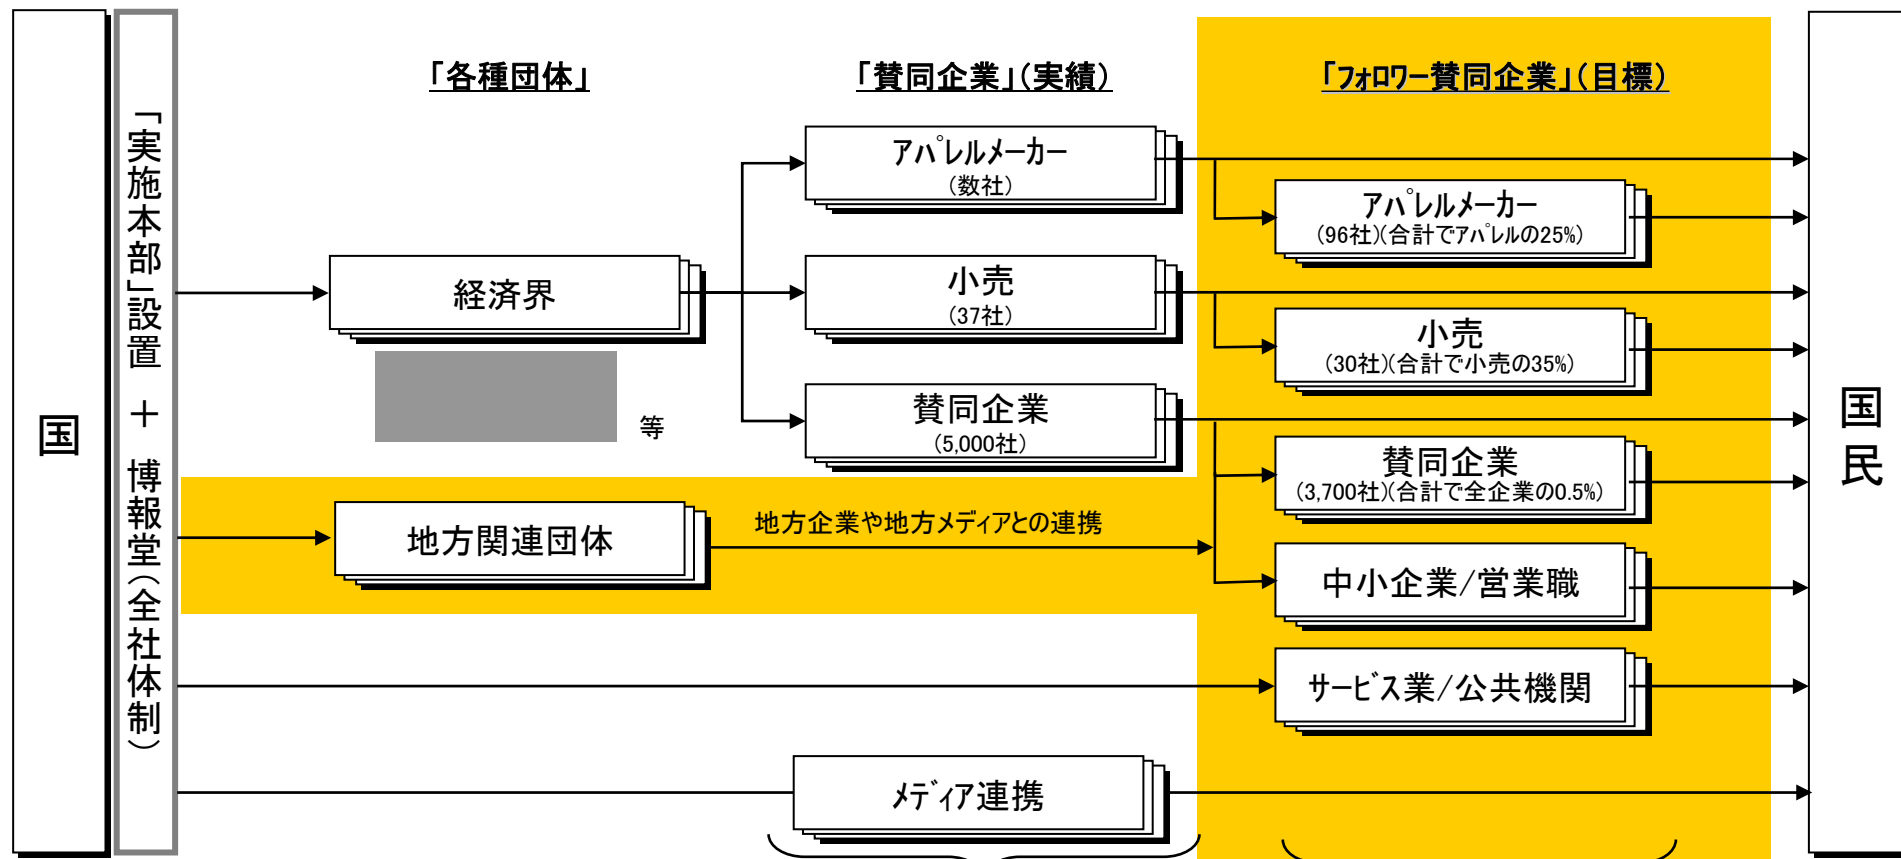 国
「実施本部」設置 ＋ 博報堂（全社体制）
「各種団体」
経済界
等
地方関連団体
「賛同企業」（実績）
アパレルメーカー
(数社)
小売
(37社)
賛同企業
(5,000社)
地方企業や地方メディアとの連携
メディア連携
「フォロワー賛同企業」（目標）
アパレルメーカー
(96社)(合計でアパレルの25%)
小売
(30社)(合計で小売の35%)
賛同企業
(3,700社)(合計で全企業の0.5%)
中小企業/営業職
サービス業/公共機関
国民